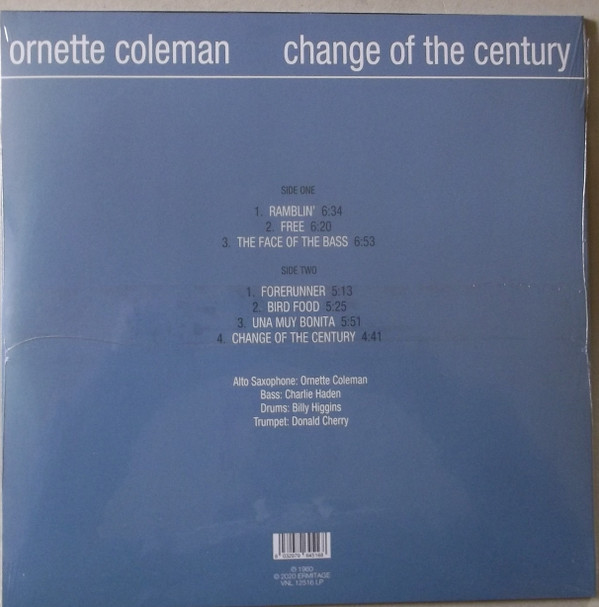 ornette coleman change of the century
SIDE ONE
1. RAMBLIN' 6:34
2. FREE 6:20
3. THE FACE OF THE BASS 6:53
SIDE TWO
1. FORERUNNER 5:13
2. BIRD FOOD 5:25
3. UNA MUY BONITA 5:51
4. CHANGE OF THE CENTURY 4:41
Alto Saxophone: Ornette Coleman
Bass: Charlie Haden
Drums: Billy Higgins
Trumpet: Donald Cherry
℗ 1960
© 2020 ERMITAGE
VNL 12516 LP